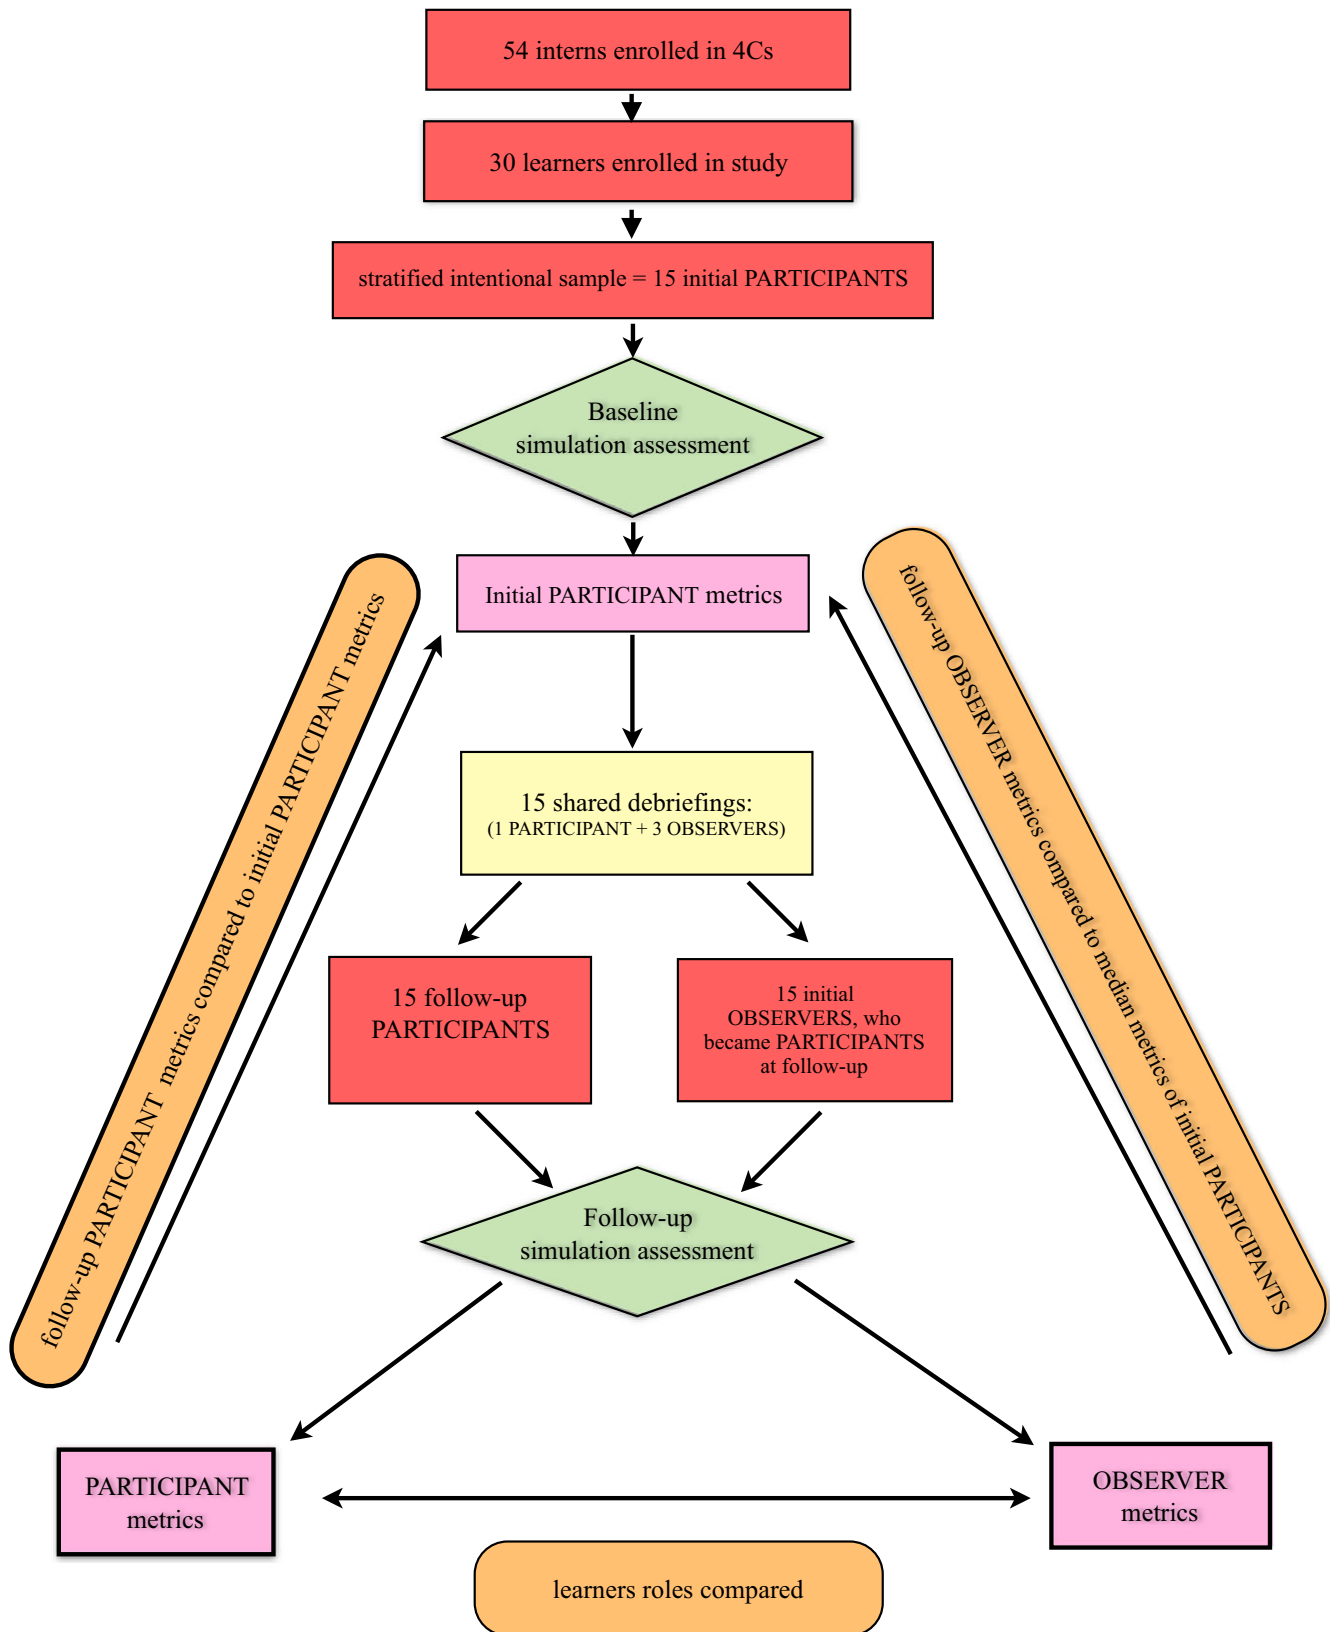 54 interns enrolled in 4Cs
30 learners enrolled in study
stratified intentional sample = 15 initial PARTICIPANTS
Baseline
simulation assessment
Initial PARTICIPANT metrics
follow-up PARTICIPANT metrics compared to initial PARTICIPANT metrics
follow-up OBSERVER metrics compared to median metrics of initial PARTICIPANTS
15 shared debriefings:
(1 PARTICIPANT + 3 OBSERVERS)
15 follow-up
PARTICIPANTS
15 initial
OBSERVERS, who
became PARTICIPANTS
at follow-up
Follow-up
simulation assessment
PARTICIPANT
metrics
OBSERVER
metrics
learners roles compared